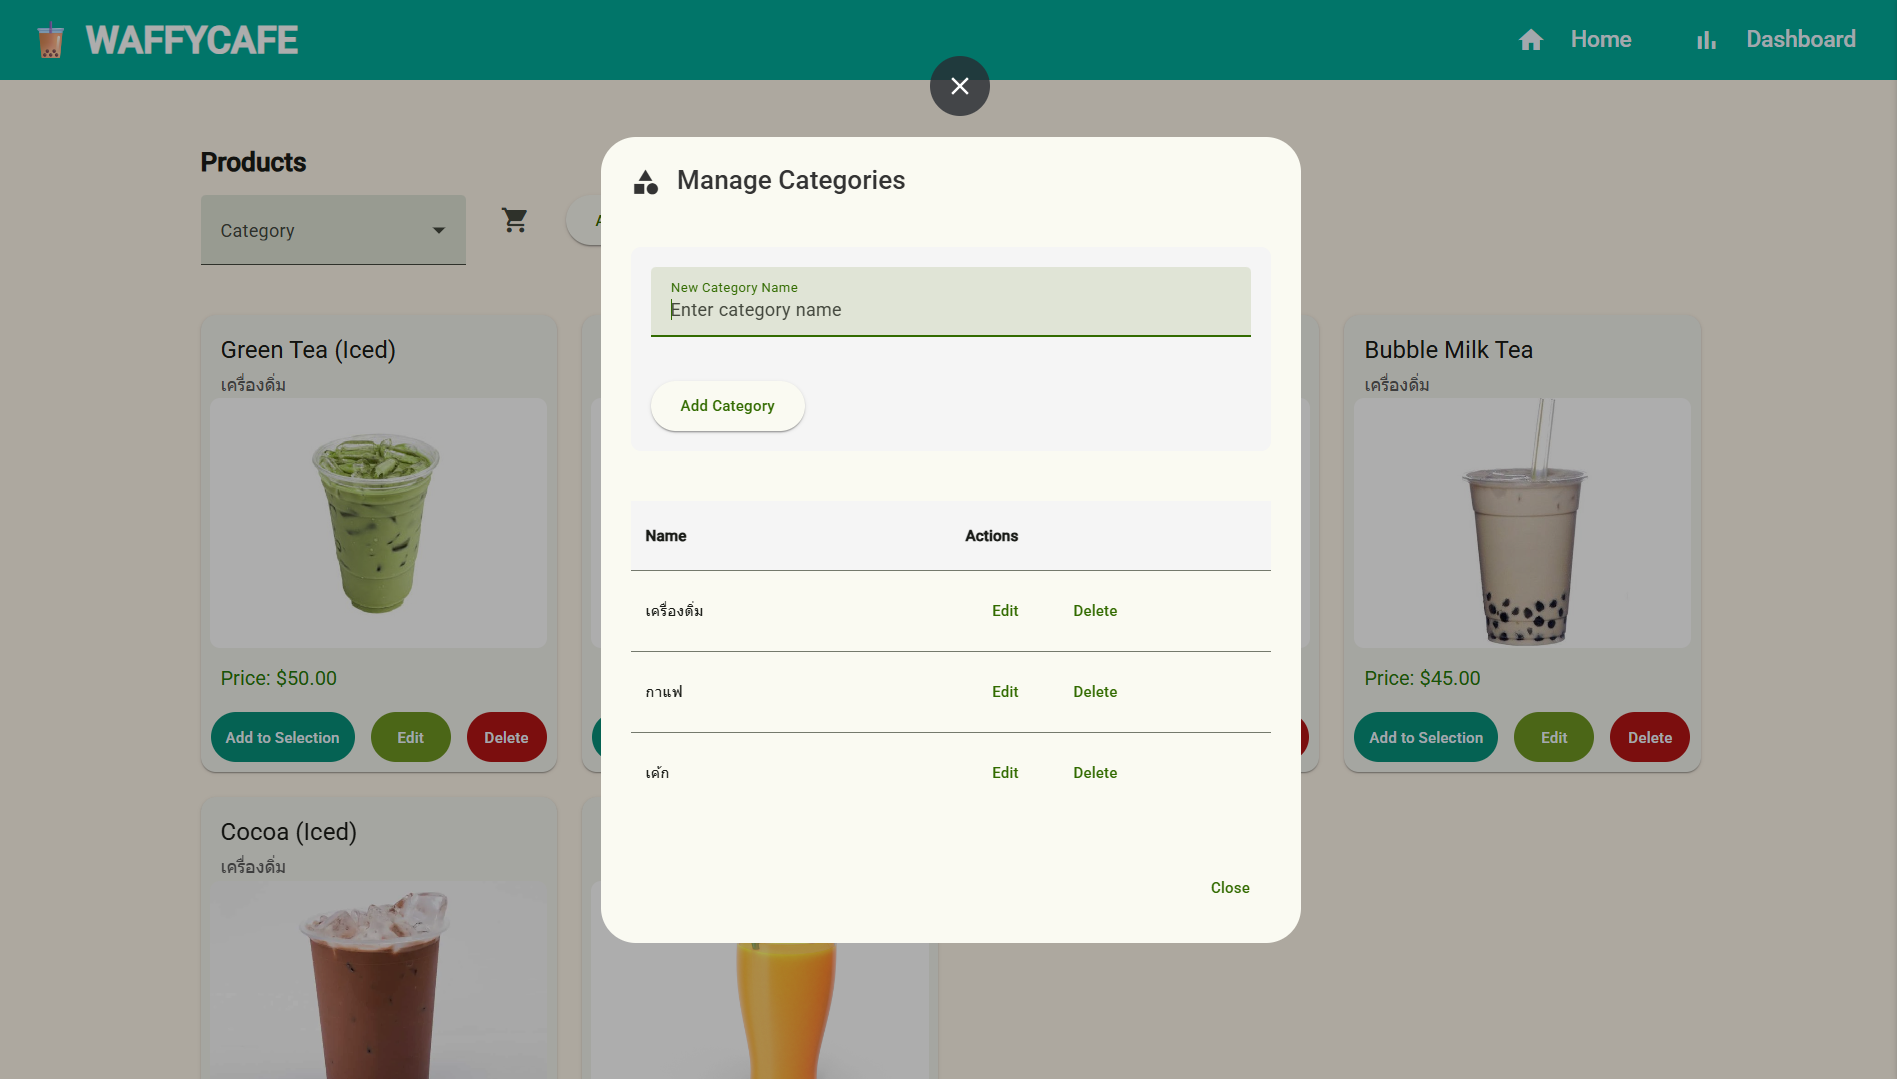 WAFFYCAFE
Home
Dashboard
Products
Category
Manage Categories
New Category Name
Enter category name
Add Category
Name Actions
เครื่องดื่ม Edit Delete
กาแฟ Edit Delete
เค้ก Edit Delete
Close
Green Tea (Iced)
เครื่องดื่ม
Price: $50.00
Add to Selection Edit Delete
Bubble Milk Tea
เครื่องดื่ม
Price: $45.00
Add to Selection Edit Delete
Cocoa (Iced)
เครื่องดื่ม